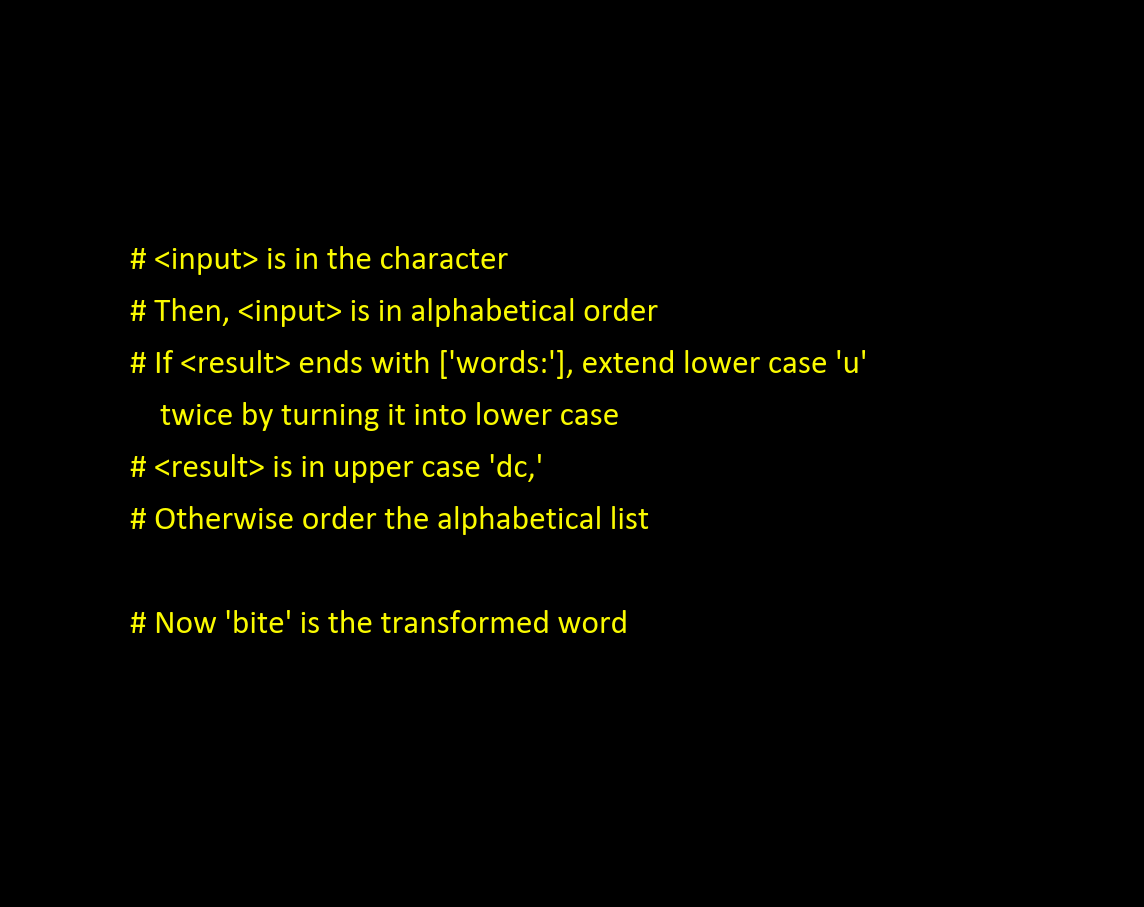 # <input> is in the character
# Then, <input> is in alphabetical order
# If <result> ends with ['words:'], extend lower case 'u'
twice by turning it into lower case
# <result> is in upper case 'dc,'
# Otherwise order the alphabetical list
# Now 'bite' is the transformed word